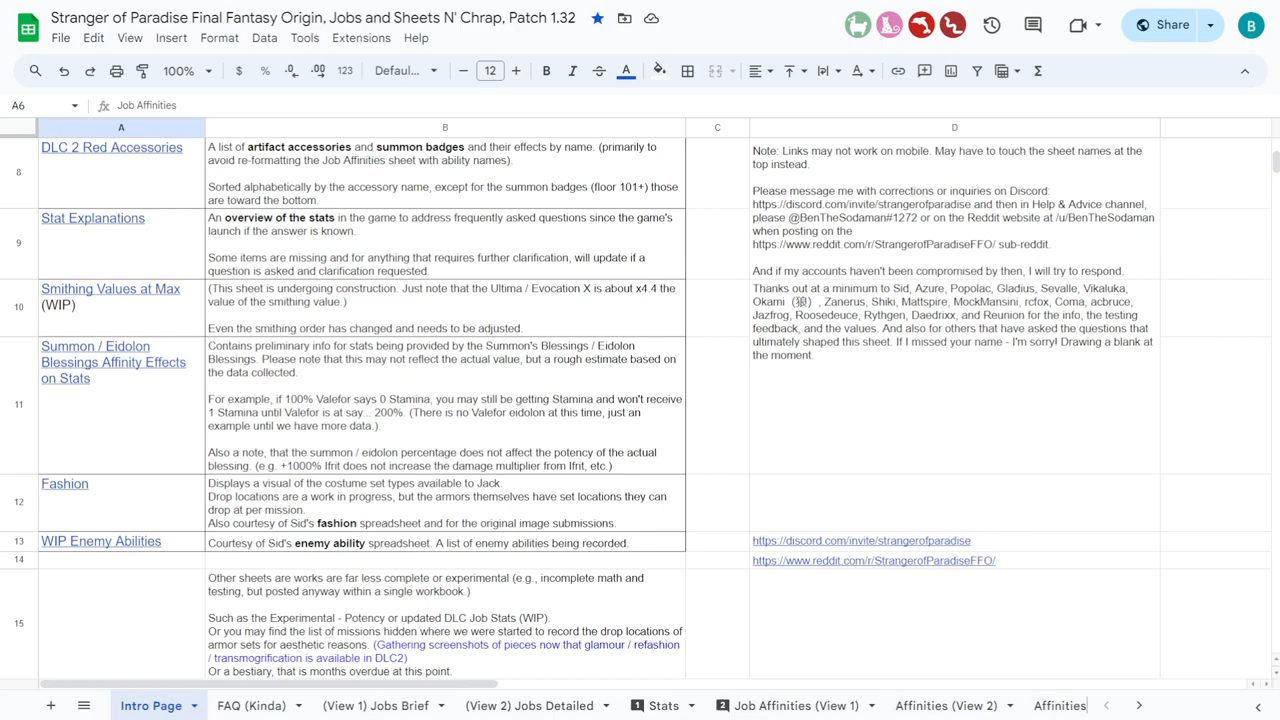 Stranger of Paradise Final Fantasy Origin, Jobs and Sheets N' Chrap, Patch 1.32
Share
B
File Edit View Insert Format Data Tools Extensions Help
100% $ % .0 .00 123 Defaul... 12 B I A
A6 fx Job Affinities
A B C D
8
DLC 2 Red Accessories
A list of artifact accessories and summon badges and their effects by name. (primarily to
avoid re-formatting the Job Affinities sheet with ability names).
Sorted alphabetically by the accessory name, except for the summon badges (floor 101+) those
are toward the bottom.
Note: Links may not work on mobile. May have to touch the sheet names at the
top instead.
Please message me with corrections or inquiries on Discord:
https://discord.com/invite/strangerofparadise and then in Help & Advice channel,
please @BenTheSodaman#1272 or on the Reddit website at /u/BenTheSodaman
when posting on the
https://www.reddit.com/r/StrangerofParadiseFFO/ sub-reddit.
And if my accounts haven't been compromised by then, I will try to respond.
9
Stat Explanations
An overview of the stats in the game to address frequently asked questions since the game's
launch if the answer is known.
Some items are missing and for anything that requires further clarification, will update if a
question is asked and clarification requested.
10
Smithing Values at Max
(WIP)
(This sheet is undergoing construction. Just note that the Ultima / Evocation X is about x4.4 the
value of the smithing value.)
Even the smithing order has changed and needs to be adjusted.
Thanks out at a minimum to Sid, Azure, Popolac, Gladius, Sevalle, Vikaluka,
Okami（狼）, Zanerus, Shiki, Mattspire, MockMansini, rcfox, Coma, acbruce,
Jazfrog, Roosedeuce, Rythgen, Daedrixx, and Reunion for the info, the testing
feedback, and the values. And also for others that have asked the questions that
ultimately shaped this sheet. If I missed your name - I'm sorry! Drawing a blank at
the moment.
11
Summon / Eidolon
Blessings Affinity Effects
on Stats
Contains preliminary info for stats being provided by the Summon's Blessings / Eidolon
Blessings. Please note that this may not reflect the actual value, but a rough estimate based on
the data collected.
For example, if 100% Valefor says 0 Stamina, you may still be getting Stamina and won't receive
1 Stamina until Valefor is at say... 200%. (There is no Valefor eidolon at this time, just an
example until we have more data.).
Also a note, that the summon / eidolon percentage does not affect the potency of the actual
blessing. (e.g. +1000% Ifrit does not increase the damage multiplier from Ifrit, etc.)
12
Fashion
Displays a visual of the costume set types available to Jack.
Drop locations are a work in progress, but the armors themselves have set locations they can
drop at per mission.
Also courtesy of Sid's fashion spreadsheet and for the original image submissions.
13
WIP Enemy Abilities
Courtesy of Sid's enemy ability spreadsheet. A list of enemy abilities being recorded.
https://discord.com/invite/strangerofparadise
14
https://www.reddit.com/r/StrangerofParadiseFFO/
15
Other sheets are works are far less complete or experimental (e.g., incomplete math and
testing, but posted anyway within a single workbook.)
Such as the Experimental - Potency or updated DLC Job Stats (WIP).
Or you may find the list of missions hidden where we were started to record the drop locations of
armor sets for aesthetic reasons. (Gathering screenshots of pieces now that glamour / refashion
/ transmogrification is available in DLC2)
Or a bestiary, that is months overdue at this point.
Intro Page FAQ (Kinda) (View 1) Jobs Brief (View 2) Jobs Detailed 1 Stats 2 Job Affinities (View 1) Affinities (View 2) Affinities